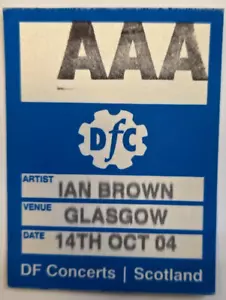 AAA
DfC
ARTIST IAN BROWN
VENUE GLASGOW
DATE 14TH OCT 04
DF Concerts | Scotland